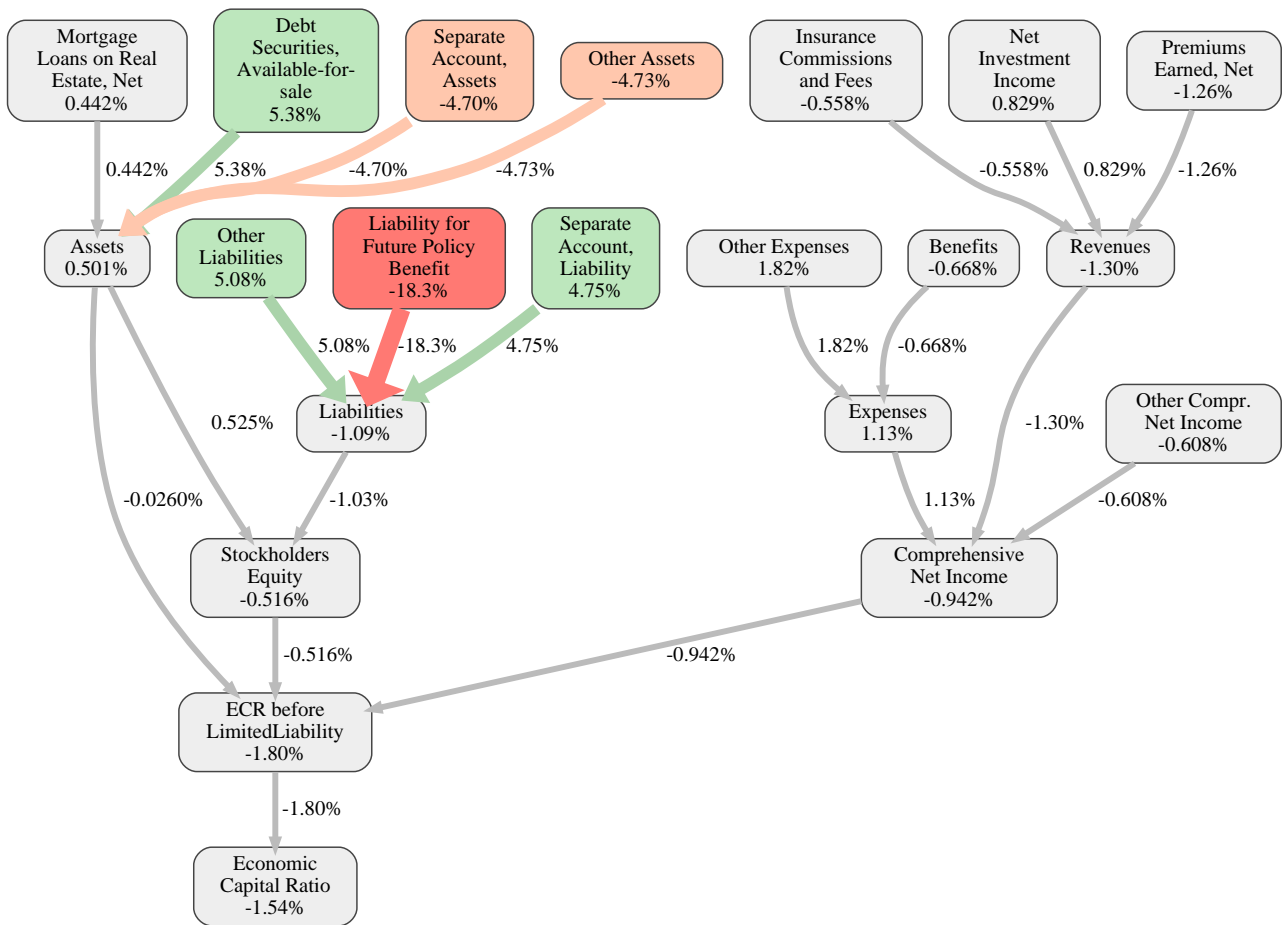 Mortgage
Loans on Real
Estate, Net
0.442%
Debt
Securities,
Available-for-
sale
5.38%
Separate
Account,
Assets
-4.70%
Other Assets
-4.73%
Insurance
Commissions
and Fees
-0.558%
Net
Investment
Income
0.829%
Premiums
Earned, Net
-1.26%
0.442%
5.38%
-4.70%
-4.73%
-0.558%
0.829%
-1.26%
Assets
0.501%
Other
Liabilities
5.08%
Liability for
Future Policy
Benefit
-18.3%
Separate
Account,
Liability
4.75%
Other Expenses
1.82%
Benefits
-0.668%
Revenues
-1.30%
5.08%
-18.3%
4.75%
1.82%
-0.668%
0.525%
Liabilities
-1.09%
Expenses
1.13%
-1.30%
Other Compr.
Net Income
-0.608%
-0.0260%
-1.03%
1.13%
-0.608%
Stockholders
Equity
-0.516%
Comprehensive
Net Income
-0.942%
-0.516%
-0.942%
ECR before
LimitedLiability
-1.80%
-1.80%
Economic
Capital Ratio
-1.54%